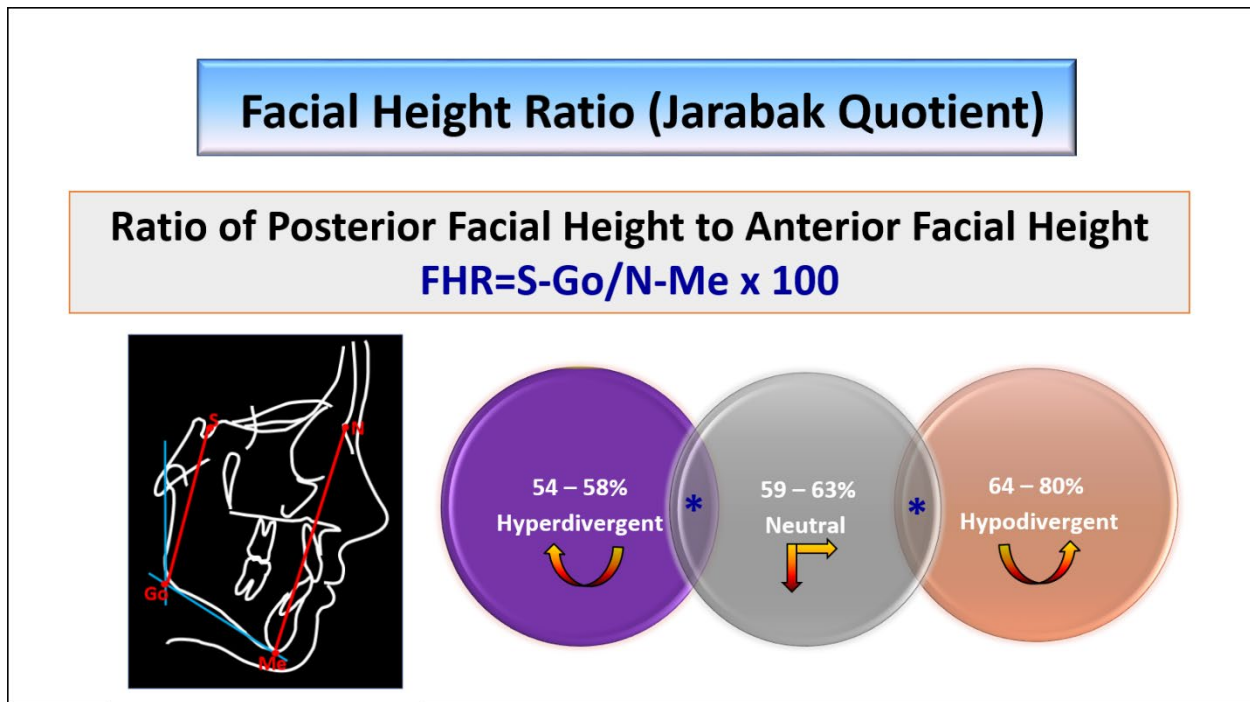 Facial Height Ratio (Jarabak Quotient)
Ratio of Posterior Facial Height to Anterior Facial Height
FHR=S-Go/N-Me x 100
S
N
Go
Me
54 – 58%
Hyperdivergent
*
59 – 63%
Neutral
*
64 – 80%
Hypodivergent